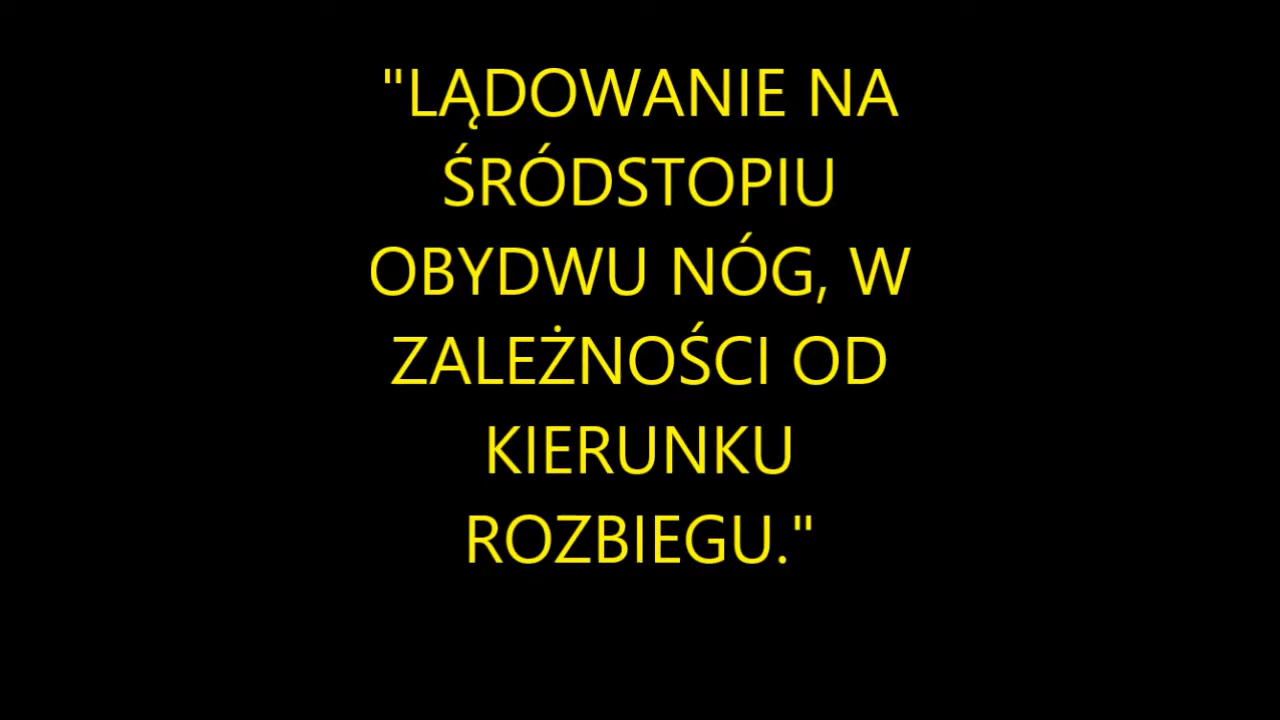 "LĄDOWANIE NA
ŚRÓDSTOPIU
OBYDWU NÓG, W
ZALEŻNOŚCI OD
KIERUNKU
ROZBIEGU."